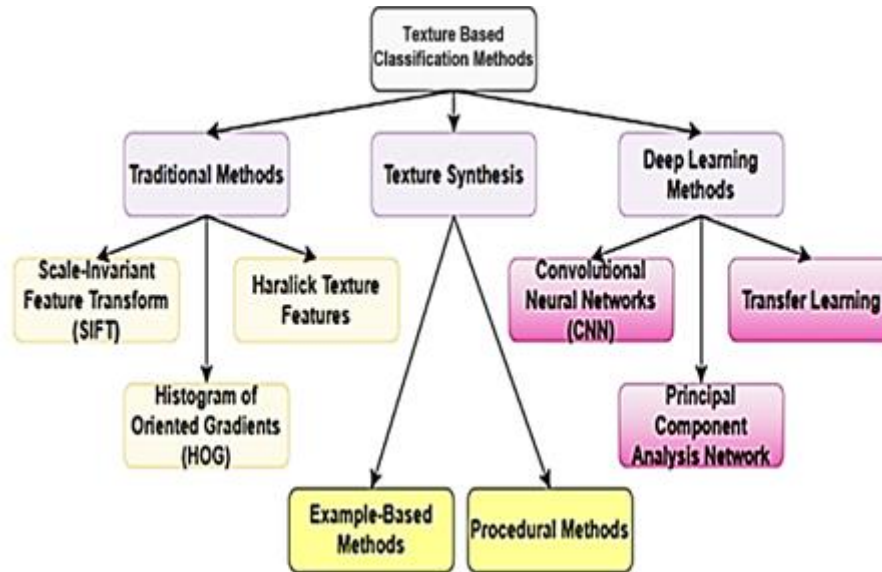 Texture Based
Classification Methods
Traditional Methods
Texture Synthesis
Deep Learning
Methods
Scale-Invariant
Feature Transform
(SIFT)
Haralick Texture
Features
Convolutional
Neural Networks
(CNN)
Transfer Learning
Histogram of
Oriented Gradients
(HOG)
Principal
Component
Analysis Network
Example-Based
Methods
Procedural Methods